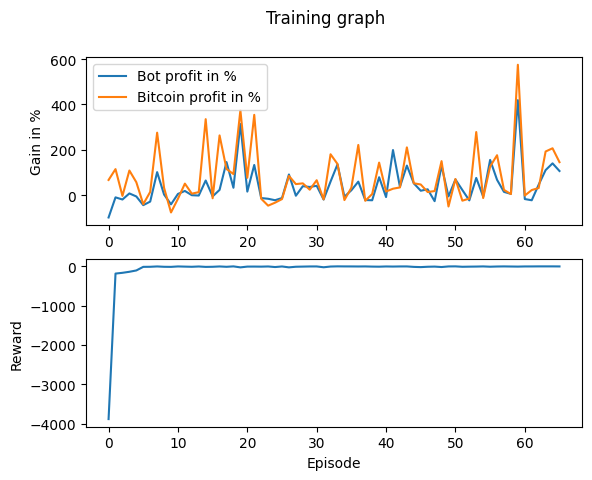 Training graph
Gain in %
600
400
200
0
Bot profit in %
Bitcoin profit in %
0 10 20 30 40 50 60
Reward
0
−1000
−2000
−3000
−4000
0 10 20 30 40 50 60
Episode